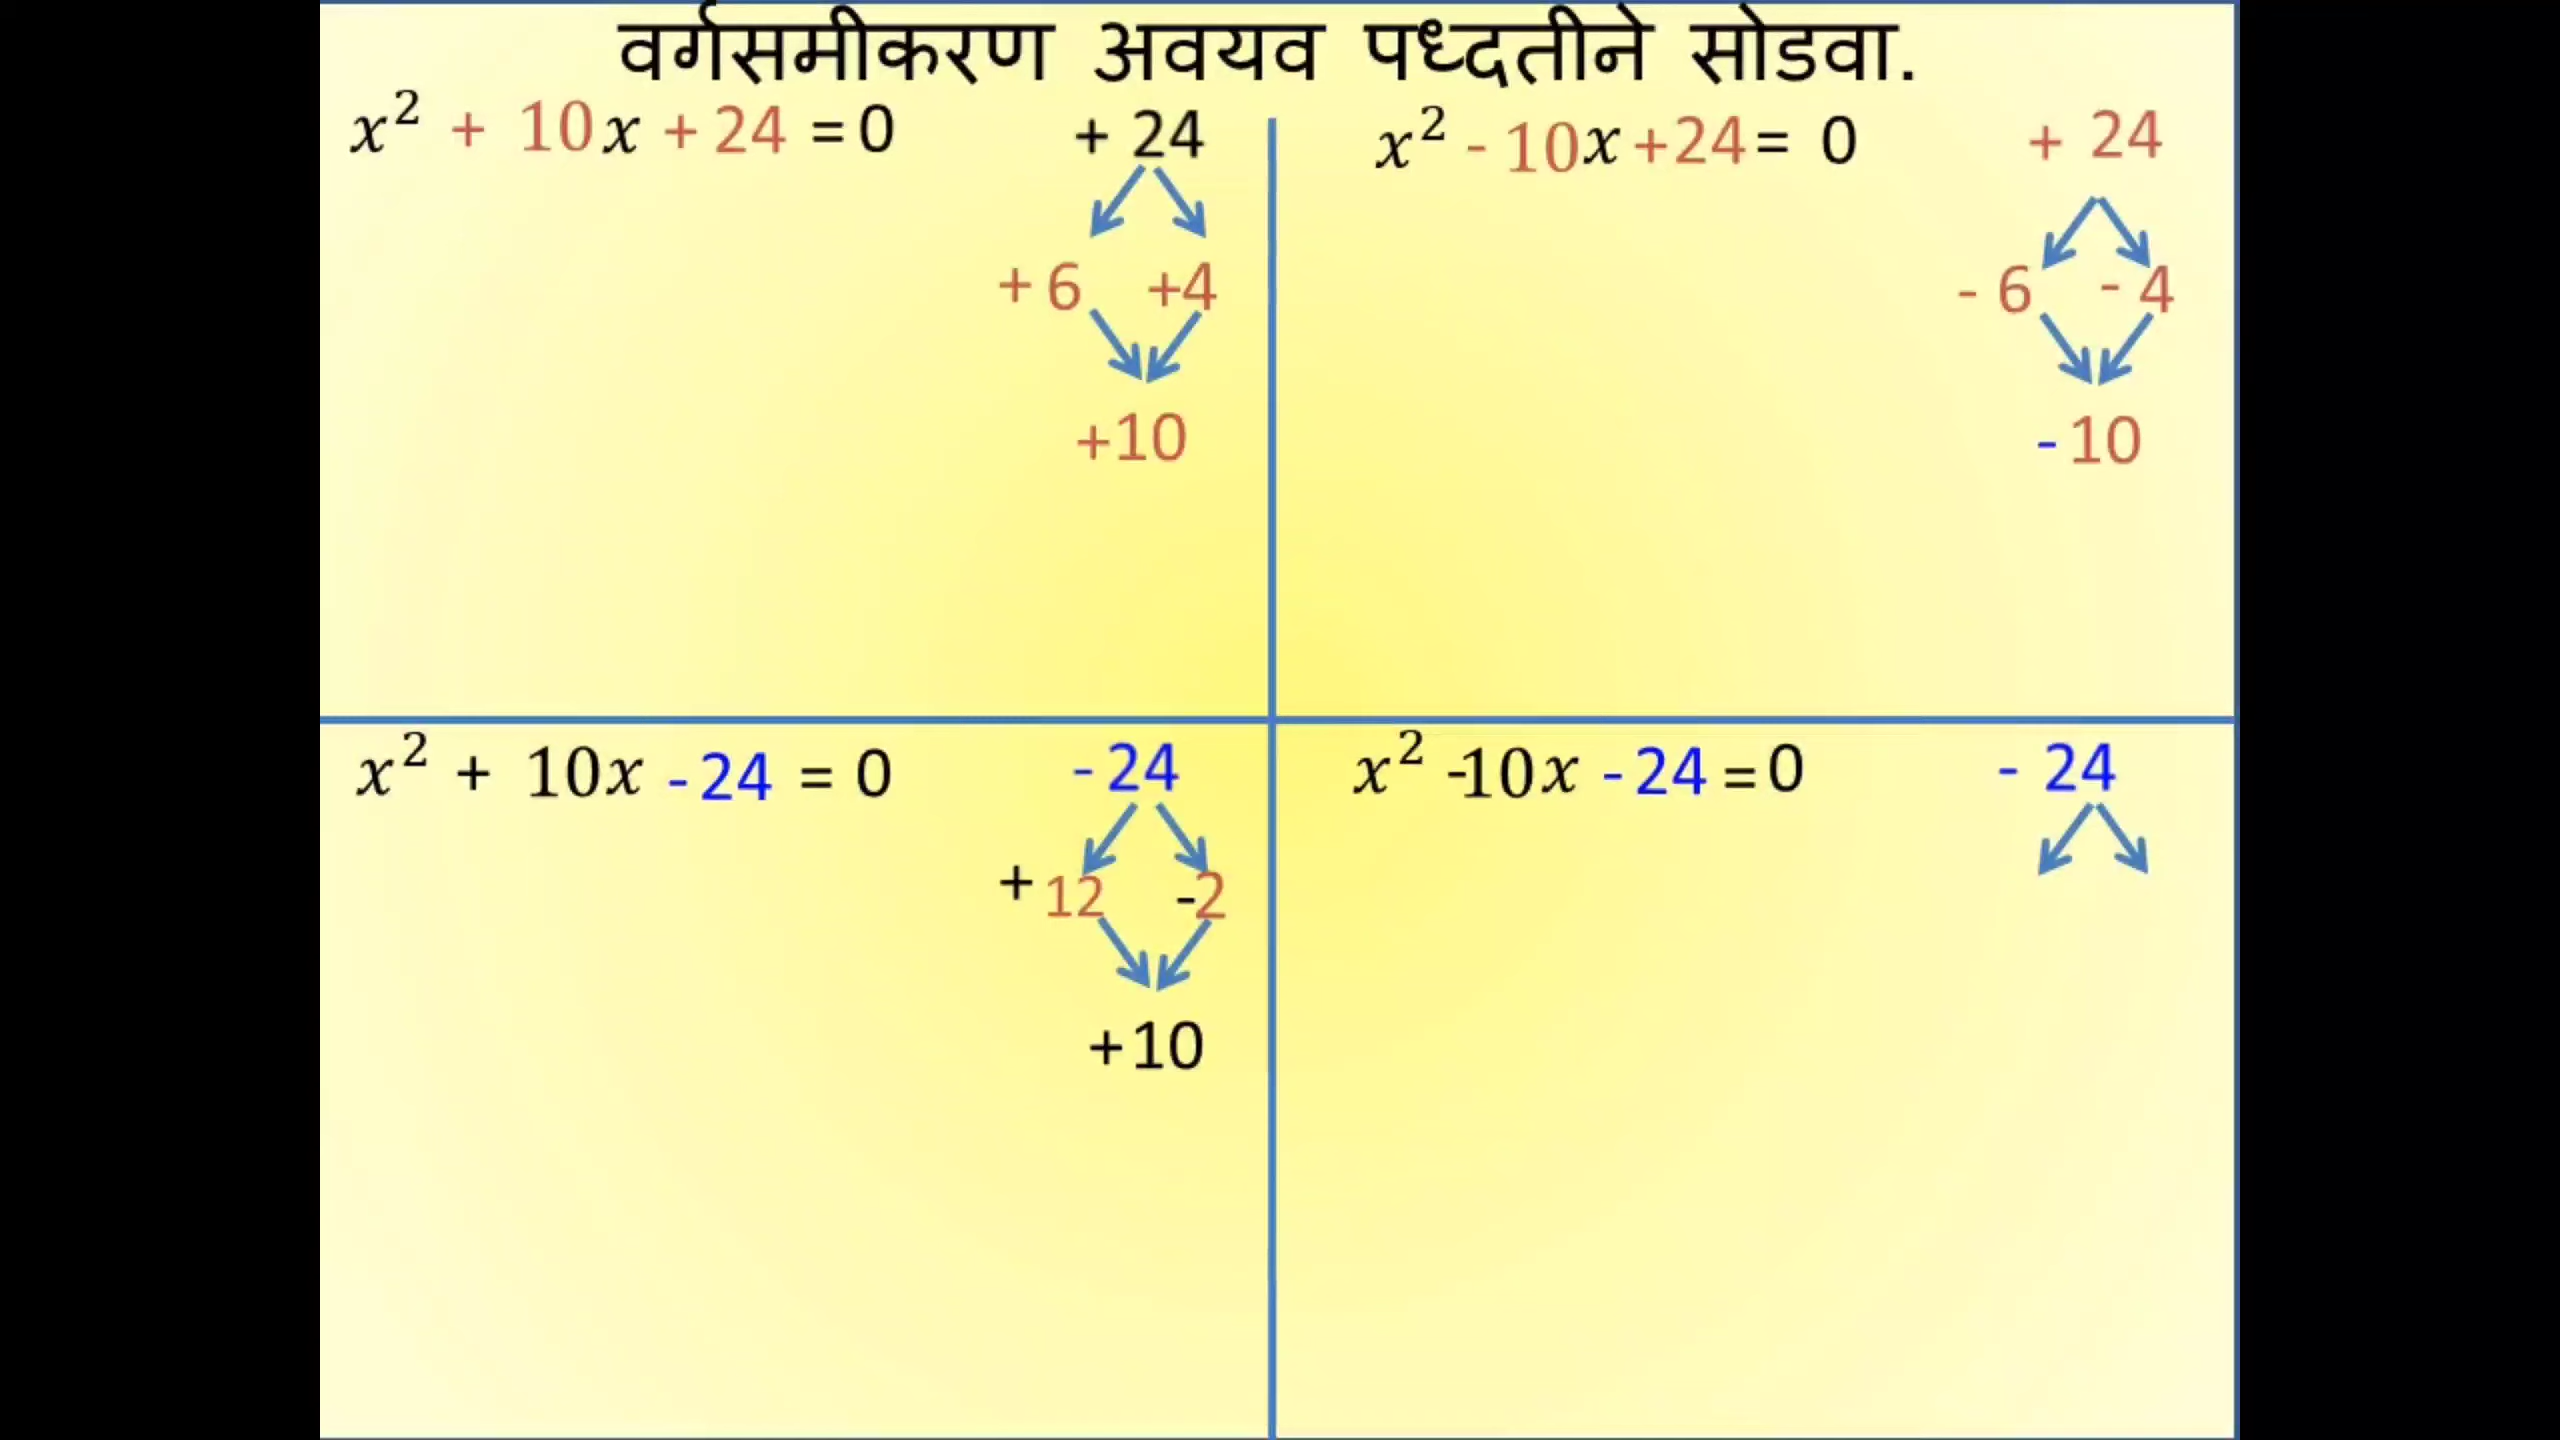 वर्गसमीकरण अवयव पध्दतीने सोडवा.
x² + 10x + 24 = 0
+ 24
+ 6 +4
+10
x² - 10x +24 = 0
+ 24
- 6 - 4
- 10
x² + 10x - 24 = 0
- 24
+ 12 -2
+10
x² -10x - 24 = 0
- 24